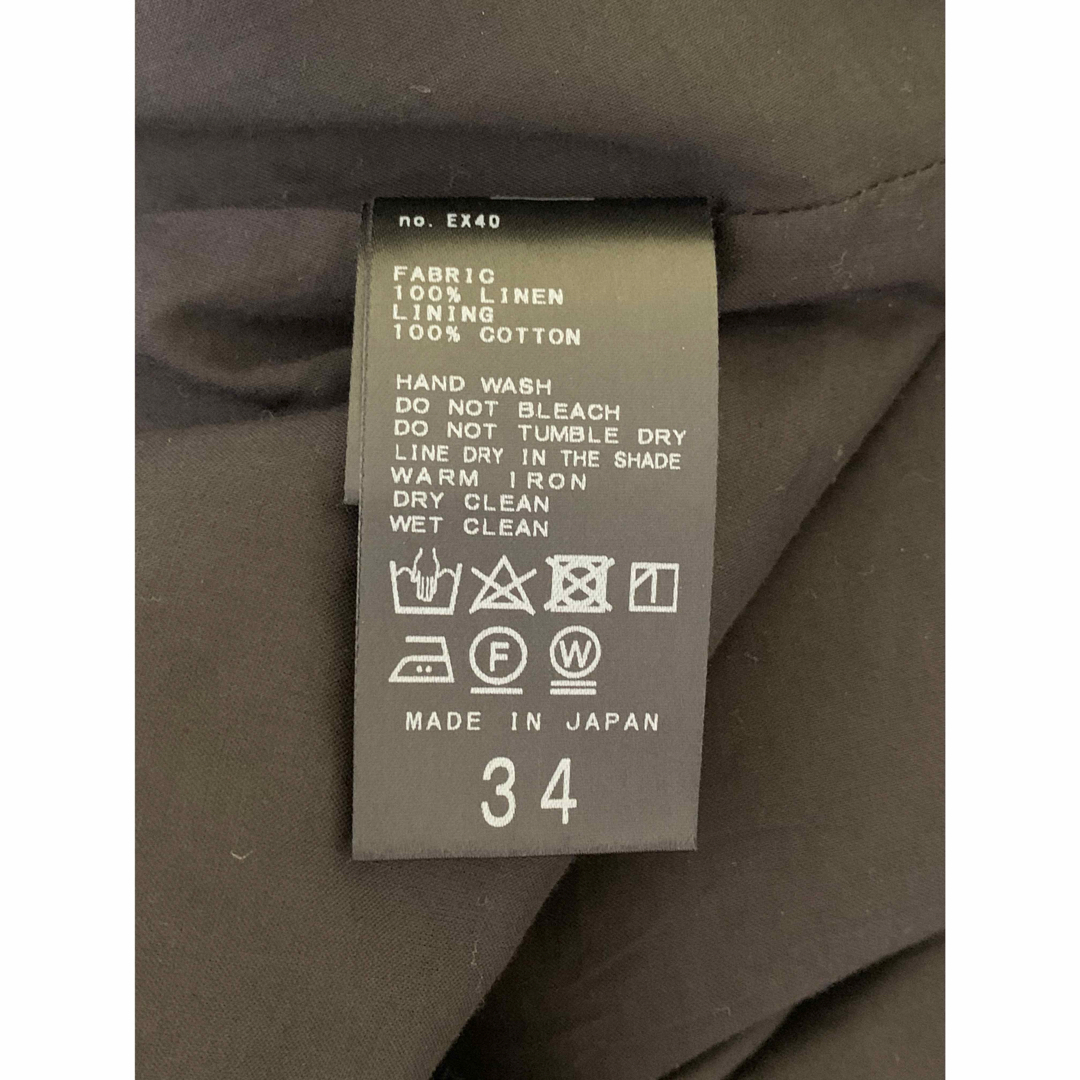 no. EX40
FABRIC
100% LINEN
LINING
100% COTTON
HAND WASH
DO NOT BLEACH
DO NOT TUMBLE DRY
LINE DRY IN THE SHADE
WARM IRON
DRY CLEAN
WET CLEAN
F W
MADE IN JAPAN
34